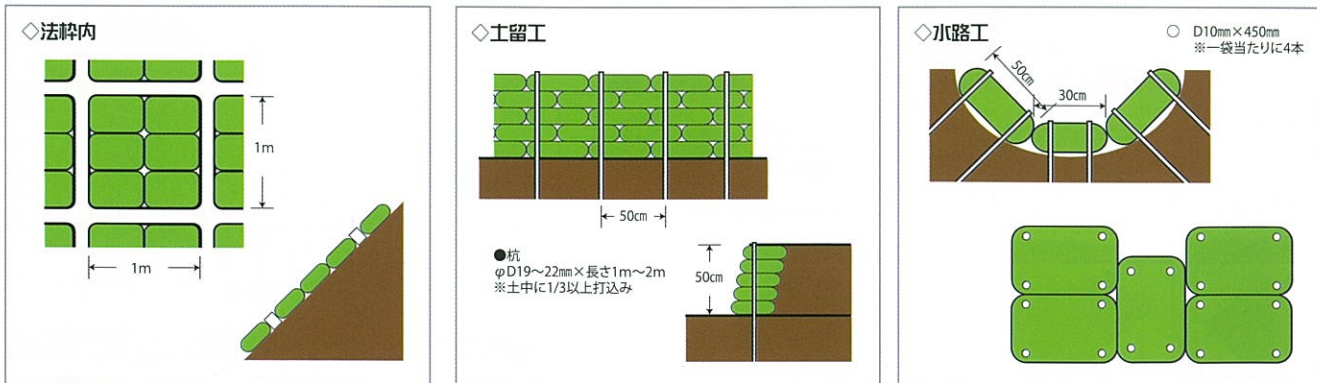 ◇法枠内
1m
1m
◇土留工
50㎝
●杭
φD19〜22㎜×長さ1m〜2m
※土中に1/3以上打込み
50㎝
◇水路工
○ D10㎜×450㎜
※一袋当たりに4本
50㎝
30㎝